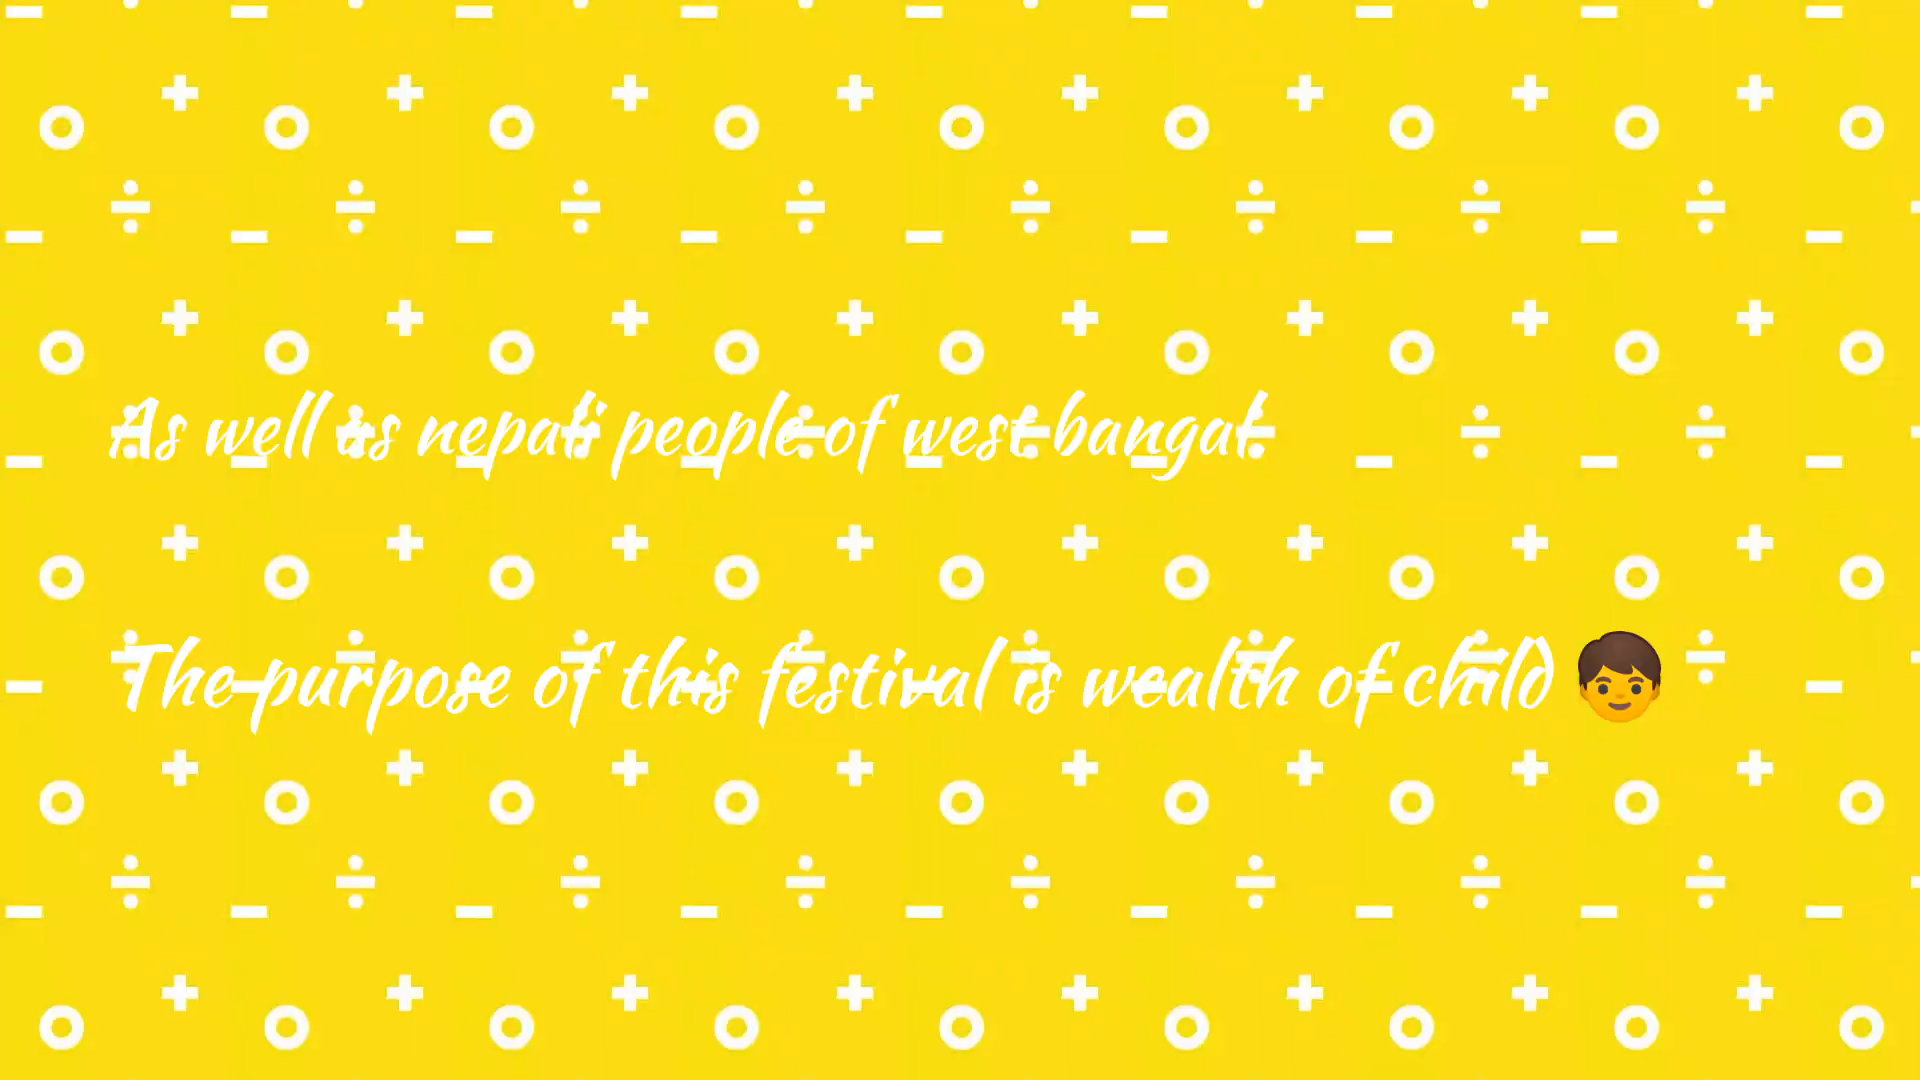 As well as nepali people of west bangal.
The purpose of this festival is wealth of child 👦